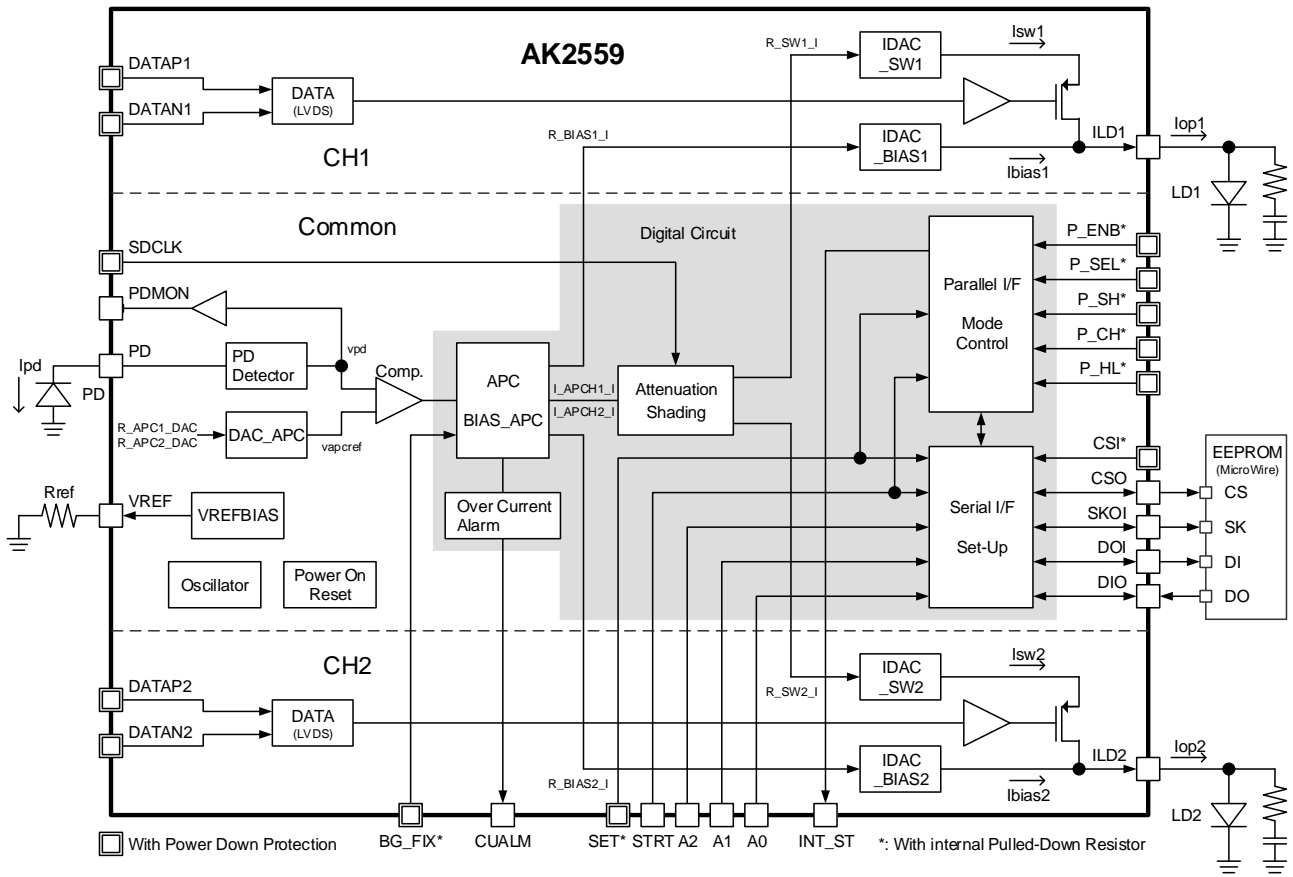 AK2559
Isw1
R_SW1_I
IDAC
_SW1
DATAP1
DATA
(LVDS)
DATAN1
CH1
R_BIAS1_I
IDAC
_BIAS1
Ibias1
ILD1
Iop1
LD1
Common
Digital Circuit
SDCLK
PDMON
PD
Ipd
PD
PD
Detector
vpd
Comp.
R_APC1_DAC
R_APC2_DAC
DAC_APC
vapcref
APC
BIAS_APC
I_APCH1_I
I_APCH2_I
Attenuation
Shading
Over Current
Alarm
Rref
VREF
VREFBIAS
Oscillator
Power On
Reset
Parallel I/F
Mode
Control
P_ENB*
P_SEL*
P_SH*
P_CH*
P_HL*
Serial I/F
Set-Up
CSI*
CSO
SKOI
DOI
DIO
EEPROM
(MicroWire)
CS
SK
DI
DO
CH2
DATAP2
DATA
(LVDS)
DATAN2
R_SW2_I
IDAC
_SW2
Isw2
R_BIAS2_I
IDAC
_BIAS2
Ibias2
ILD2
Iop2
LD2
With Power Down Protection
BG_FIX*
CUALM
SET*
STRT
A2
A1
A0
INT_ST
*: With internal Pulled-Down Resistor